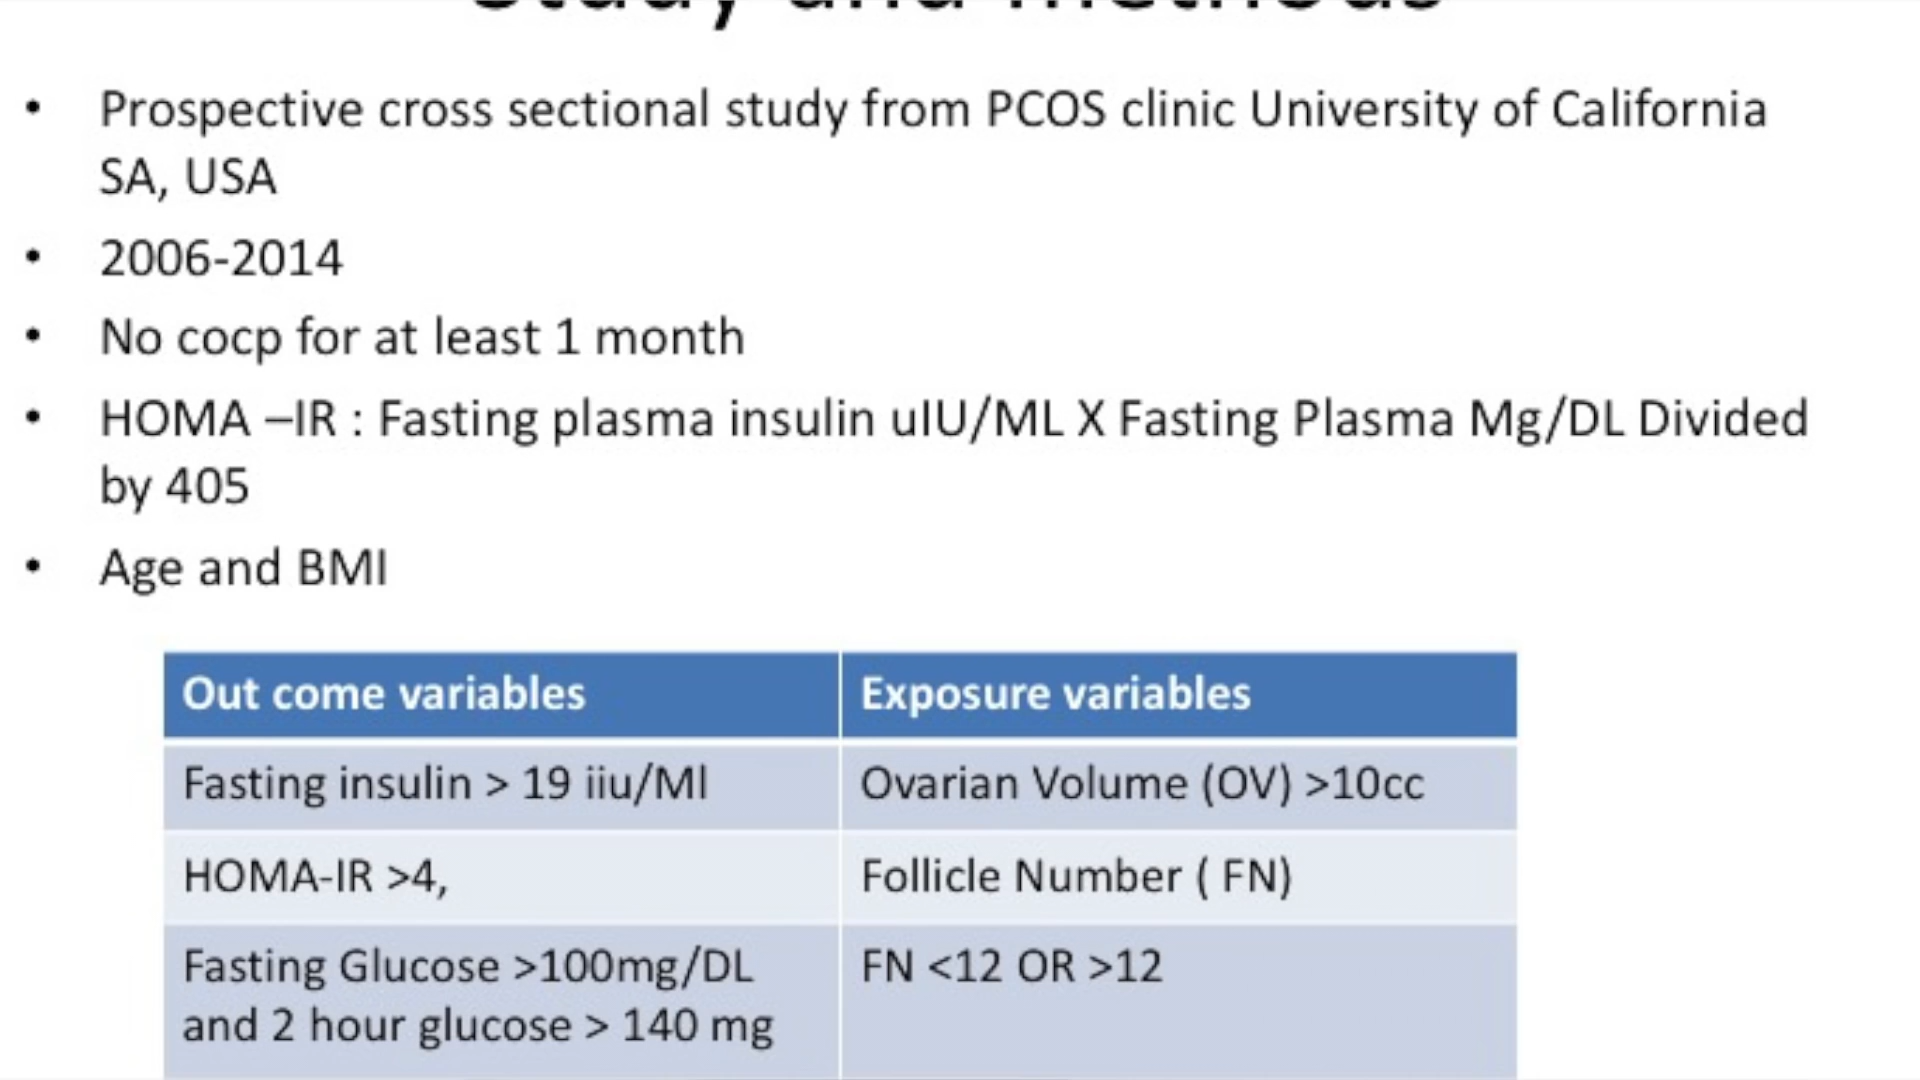 Study and methods
• Prospective cross sectional study from PCOS clinic University of California
SA, USA
• 2006-2014
• No cocp for at least 1 month
• HOMA –IR : Fasting plasma insulin uIU/ML X Fasting Plasma Mg/DL Divided
by 405
• Age and BMI
Out come variables
Exposure variables
Fasting insulin > 19 iiu/Ml
Ovarian Volume (OV) >10cc
HOMA-IR >4,
Follicle Number ( FN)
Fasting Glucose >100mg/DL
and 2 hour glucose > 140 mg
FN <12 OR >12